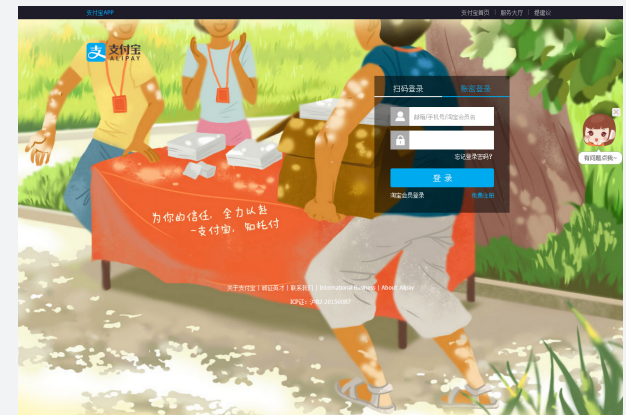 支付宝APP
支付宝首页 | 服务大厅 | 提建议
支付宝
ALIPAY
扫码登录 账密登录
邮箱/手机号/淘宝会员名
忘记登录密码?
登 录
淘宝会员登录 免费注册
有问题点我~
为你的信任, 全力以赴
-支付宝, 知托付
关于支付宝 | 诚征英才 | 联系我们 | International Business | About Alipay